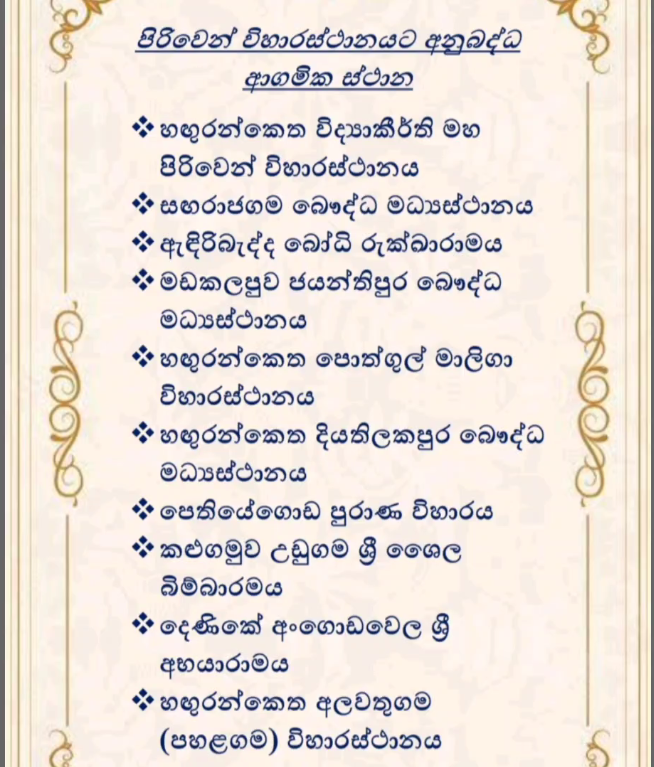 පිරිවෙන් විහාරස්ථානයට අනුබද්ධ
ආගමික ස්ථාන
❖ හඟුරන්කෙත විද්‍යාකීර්ති මහ
පිරිවෙන් විහාරස්ථානය
❖ සඟරාජගම බෞද්ධ මධ්‍යස්ථානය
❖ ඇඳිරිබැද්ද බෝධි රුක්ඛාරාමය
❖ මඩකලපුව ජයන්තිපුර බෞද්ධ
මධ්‍යස්ථානය
❖ හඟුරන්කෙත පොත්ගුල් මාලිගා
විහාරස්ථානය
❖ හඟුරන්කෙත දියතිලකපුර බෞද්ධ
මධ්‍යස්ථානය
❖ පෙතියේගොඩ පුරාණ විහාරය
❖ කළුගමුව උඩුගම ශ්‍රී ශෛල
බිම්බාරමය
❖ දෙණිකේ අංගොඩවෙල ශ්‍රී
අභයාරාමය
❖ හඟුරන්කෙත අලවතුගම
(පහළගම) විහාරස්ථානය